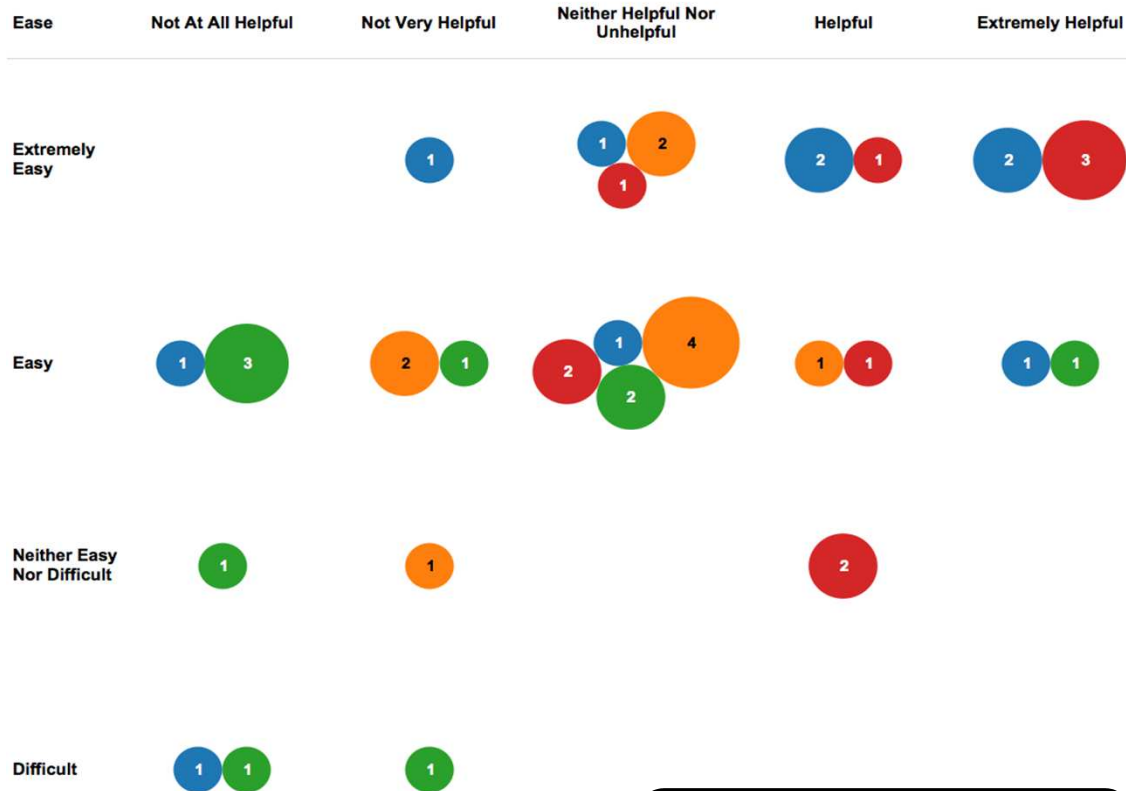 Ease Not At All Helpful Not Very Helpful Neither Helpful Nor Unhelpful Helpful Extremely Helpful
Extremely
Easy
1
1 2
1
2 1
2 3
Easy
1 3
2 1
1 4
2
2
1 1
1 1
Neither Easy
Nor Difficult
1
1
2
Difficult
1 1
1